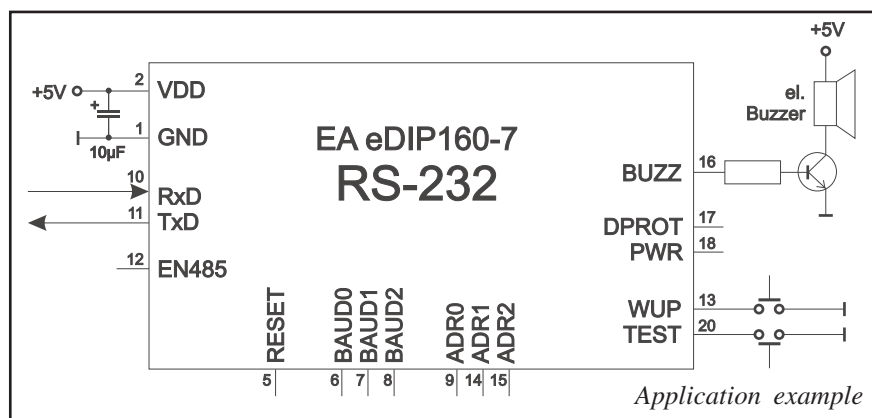 +5V
2
VDD
+
+5V
1
GND
10µF
10
RxD
11
TxD
12
EN485
EA eDIP160-7
RS-232
el.
Buzzer
BUZZ
16
DPROT
17
PWR
18
WUP
13
TEST
20
RESET
BAUD0
BAUD1
BAUD2
ADR0
ADR1
ADR2
5
6
7
8
9
14
15
Application example